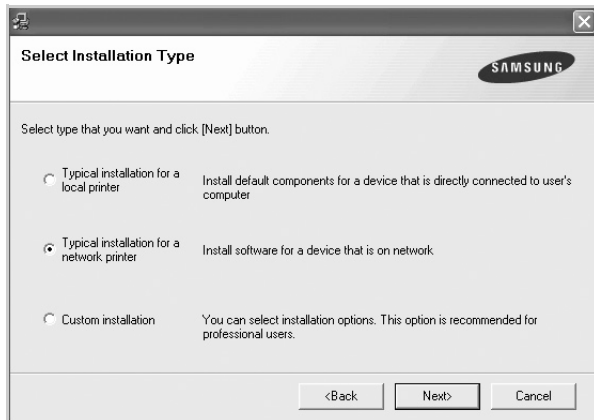 Select Installation Type
SAMSUNG
Select type that you want and click [Next] button.
Typical installation for a
local printer
Install default components for a device that is directly connected to user's
computer
Typical installation for a
network printer
Install software for a device that is on network
Custom installation
You can select installation options. This option is recommended for
professional users.
<Back
Next>
Cancel